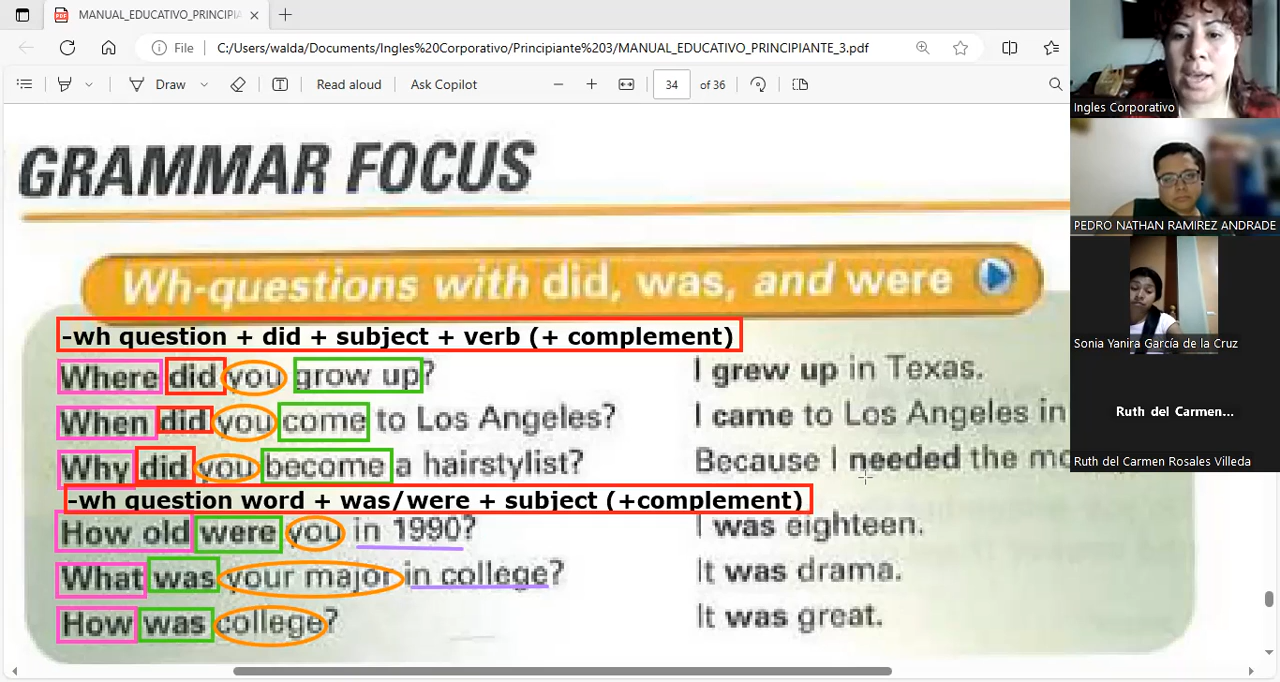 MANUAL_EDUCATIVO_PRINCIPIA
File C:/Users/walda/Documents/Ingles%20Corporativo/Principiante%203/MANUAL_EDUCATIVO_PRINCIPIANTE_3.pdf
Draw Read aloud Ask Copilot 34 of 36
GRAMMAR FOCUS
Wh-questions with did, was, and were
-wh question + did + subject + verb (+ complement)
Where did you grow up? I grew up in Texas.
When did you come to Los Angeles? I came to Los Angeles in
Why did you become a hairstylist? Because I needed the
-wh question word + was/were + subject (+complement)
How old were you in 1990? I was eighteen.
What was your major in college? It was drama.
How was college? It was great.
Ingles Corporativo
PEDRO NATHAN RAMIREZ ANDRADE
Sonia Yanira García de la Cruz
Ruth del Carmen...
Ruth del Carmen Rosales Villeda